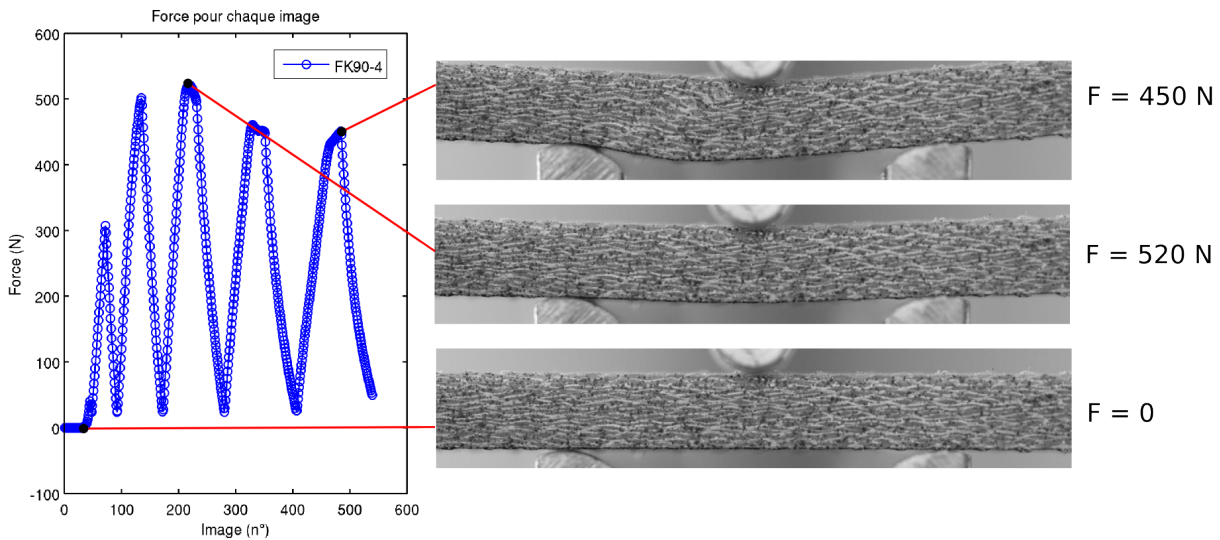 Force pour chaque image
600
500
400
300
200
100
0
-100
Force (N)
FK90-4
0 100 200 300 400 500 600
Image (n°)
F = 450 N
F = 520 N
F = 0